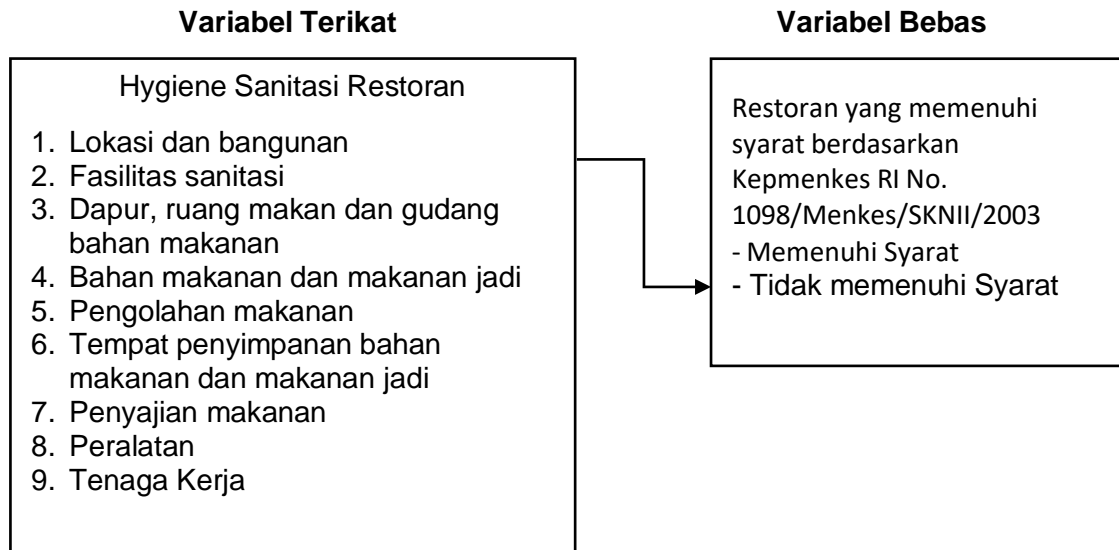 Variabel Terikat
Variabel Bebas
Hygiene Sanitasi Restoran
1. Lokasi dan bangunan
2. Fasilitas sanitasi
3. Dapur, ruang makan dan gudang
bahan makanan
4. Bahan makanan dan makanan jadi
5. Pengolahan makanan
6. Tempat penyimpanan bahan
makanan dan makanan jadi
7. Penyajian makanan
8. Peralatan
9. Tenaga Kerja
Restoran yang memenuhi
syarat berdasarkan
Kepmenkes RI No.
1098/Menkes/SKNII/2003
- Memenuhi Syarat
- Tidak memenuhi Syarat